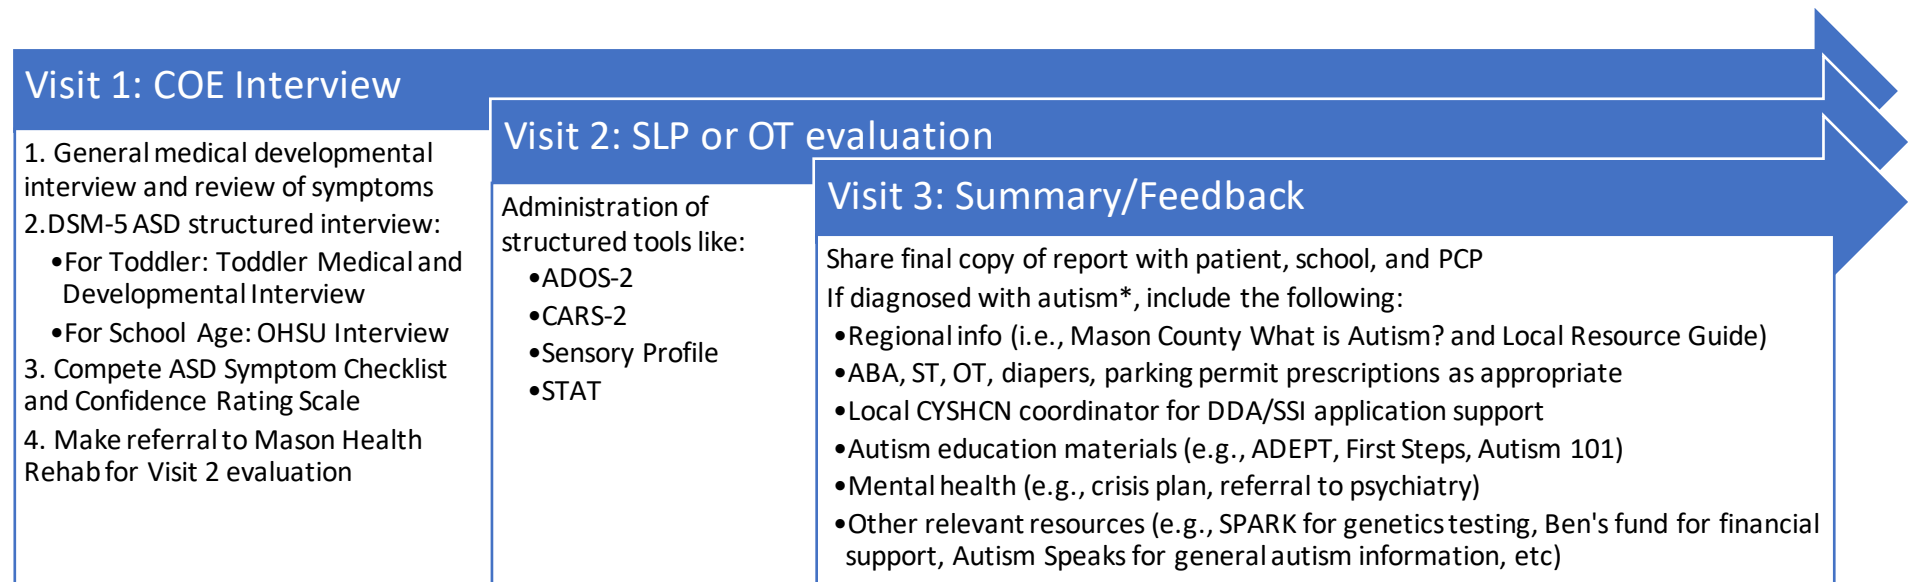 Visit 1: COE Interview
1. General medical developmental
interview and review of symptoms
2.DSM-5 ASD structured interview:
•For Toddler: Toddler Medical and
Developmental Interview
•For School Age: OHSU Interview
3. Compete ASD Symptom Checklist
and Confidence Rating Scale
4. Make referral to Mason Health
Rehab for Visit 2 evaluation
Visit 2: SLP or OT evaluation
Administration of
structured tools like:
•ADOS-2
•CARS-2
•Sensory Profile
•STAT
Visit 3: Summary/Feedback
Share final copy of report with patient, school, and PCP
If diagnosed with autism*, include the following:
•Regional info (i.e., Mason County What is Autism? and Local Resource Guide)
•ABA, ST, OT, diapers, parking permit prescriptions as appropriate
•Local CYSHCN coordinator for DDA/SSI application support
•Autism education materials (e.g., ADEPT, First Steps, Autism 101)
•Mental health (e.g., crisis plan, referral to psychiatry)
•Other relevant resources (e.g., SPARK for genetics testing, Ben's fund for financial
support, Autism Speaks for general autism information, etc)